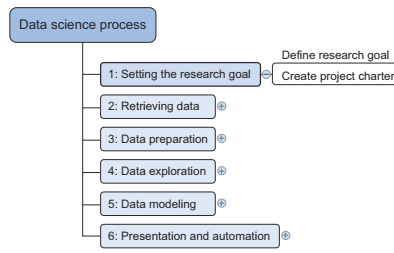 Data science process
1: Setting the research goal
Define research goal
Create project charter
2: Retrieving data
3: Data preparation
4: Data exploration
5: Data modeling
6: Presentation and automation